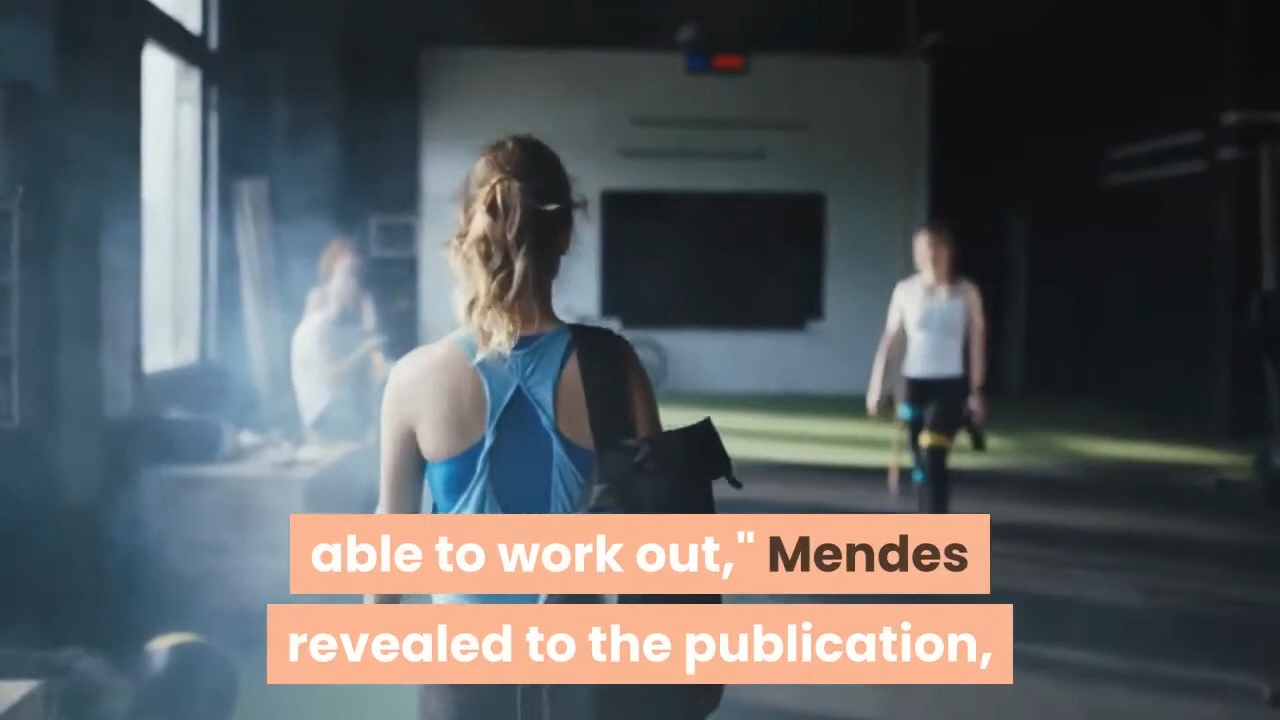 able to work out," Mendes
revealed to the publication,